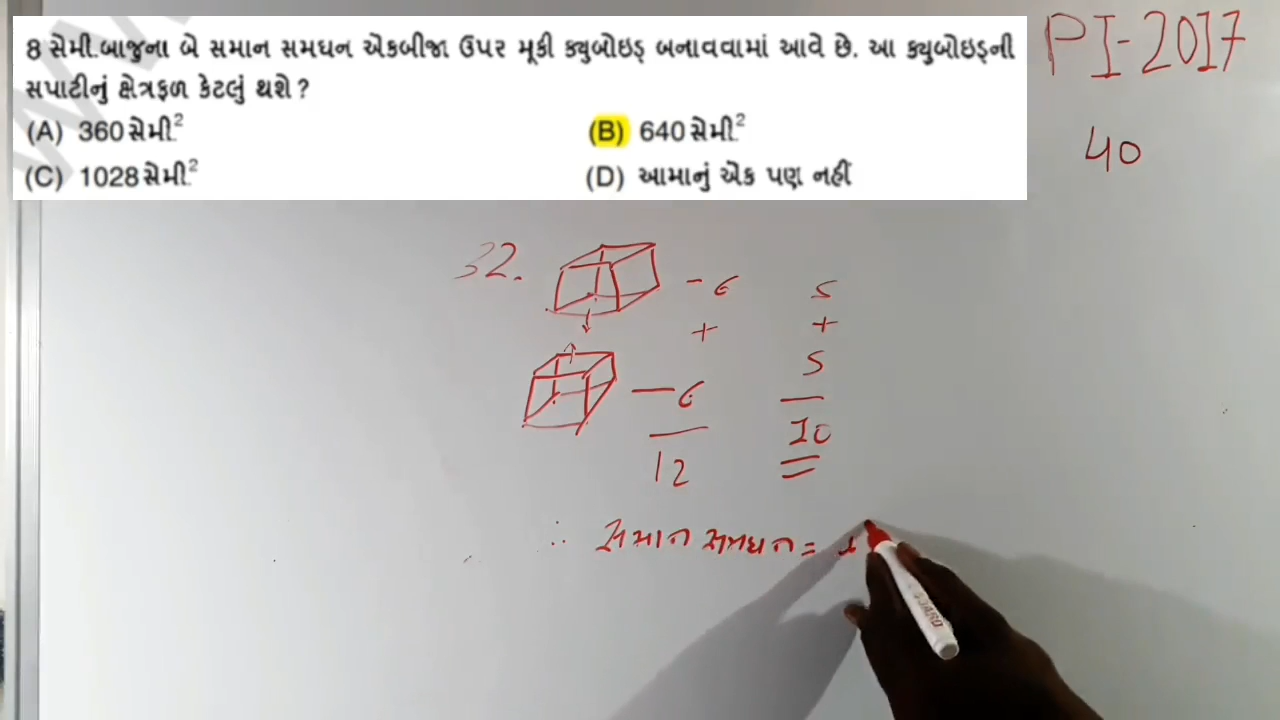 8 સેમી.બાજુના બે સમાન સમઘન એકબીજા ઉપર મૂકી ક્યુબોઇડ્ બનાવવામાં આવે છે. આ ક્યુબોઇડ્ની
સપાટીનું ક્ષેત્રફળ કેટલું થશે ?
(A) 360 સેમી.²
(B) 640 સેમી.²
(C) 1028 સેમી.²
(D) આમાનું એક પણ નહીં
PI-2017
40
32.
- 6 5
+ +
5
— 6
12 10
∴ સમાન સમઘન =